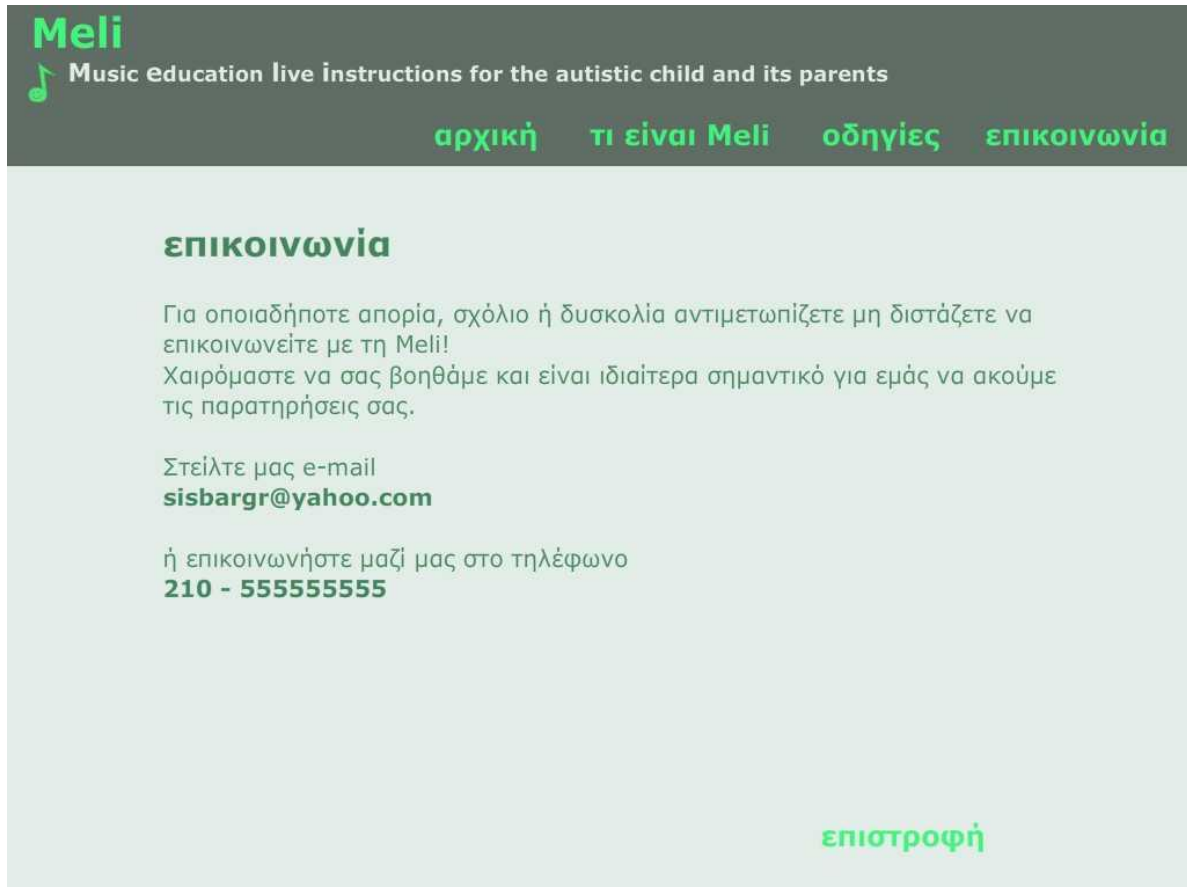 Meli
Music education live instructions for the autistic child and its parents
αρχική τι είναι Meli οδηγίες επικοινωνία
επικοινωνία
Για οποιαδήποτε απορία, σχόλιο ή δυσκολία αντιμετωπίζετε μη διστάζετε να
επικοινωνείτε με τη Meli!
Χαιρόμαστε να σας βοηθάμε και είναι ιδιαίτερα σημαντικό για εμάς να ακούμε
τις παρατηρήσεις σας.
Στείλτε μας e-mail
sisbargr@yahoo.com
ή επικοινωνήστε μαζί μας στο τηλέφωνο
210 - 555555555
επιστροφή